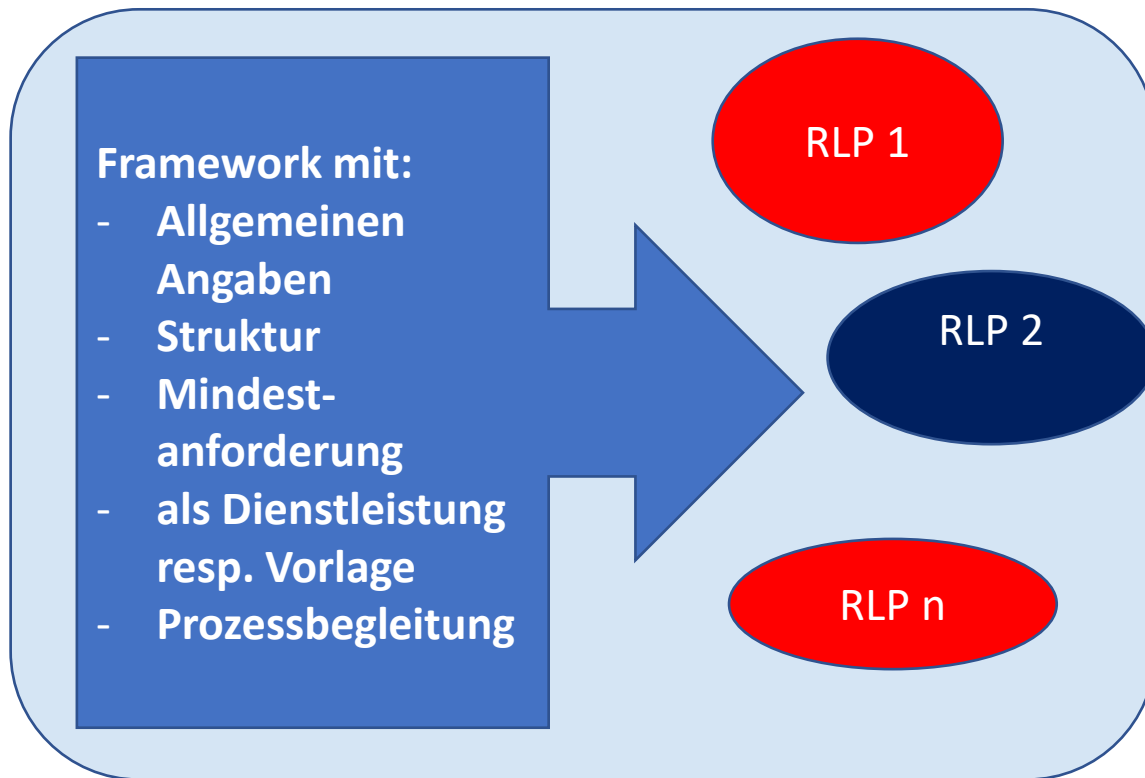 Framework mit:
- Allgemeinen
Angaben
- Struktur
- Mindest-
anforderung
- als Dienstleistung
resp. Vorlage
- Prozessbegleitung
RLP 1
RLP 2
RLP n